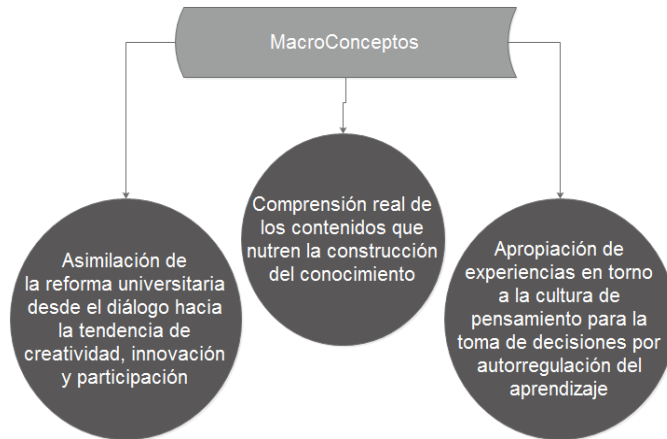 MacroConceptos
Asimilación de
la reforma universitaria
desde el diálogo hacia
la tendencia de
creatividad, innovación
y participación
Comprensión real de
los contenidos que
nutren la construcción
del conocimiento
Apropiación de
experiencias en torno
a la cultura de
pensamiento para la
toma de decisiones por
autorregulación del
aprendizaje